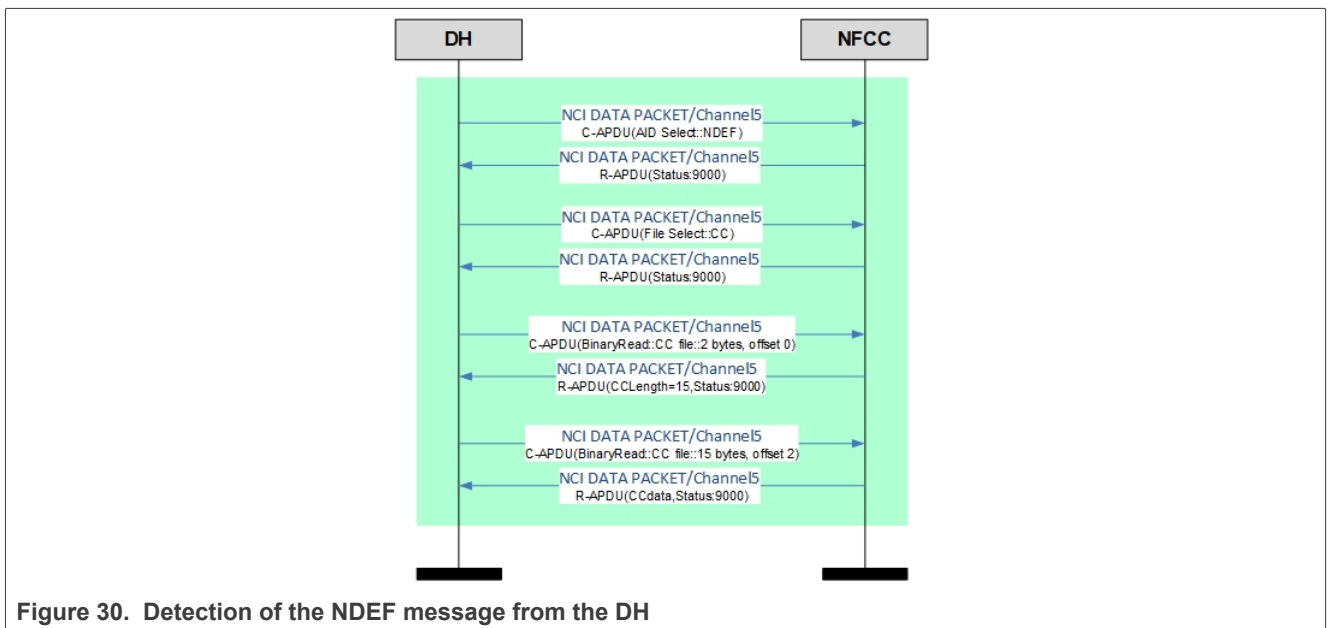 DH
NFCC
NCI DATA PACKET/Channel5
C-APDU(AID Select::NDEF)
NCI DATA PACKET/Channel5
R-APDU(Status:9000)
NCI DATA PACKET/Channel5
C-APDU(File Select::CC)
NCI DATA PACKET/Channel5
R-APDU(Status:9000)
NCI DATA PACKET/Channel5
C-APDU(BinaryRead::CC file::2 bytes, offset 0)
NCI DATA PACKET/Channel5
R-APDU(CCLength=15,Status:9000)
NCI DATA PACKET/Channel5
C-APDU(BinaryRead::CC file::15 bytes, offset 2)
NCI DATA PACKET/Channel5
R-APDU(CCdata,Status:9000)
Figure 30. Detection of the NDEF message from the DH